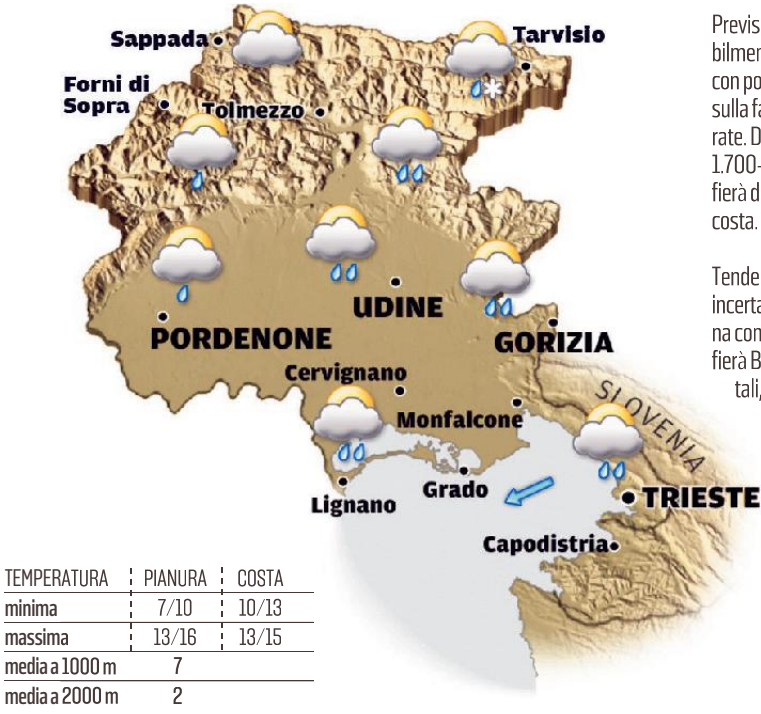 Sappada
Tarvisio
Forni di
Sopra
Tolmezzo
UDINE
PORDENONE
GORIZIA
Cervignano
Monfalcone
SLOVENIA
Grado
Lignano
TRIESTE
Capodistria
TEMPERATURA PIANURA COSTA
minima 7/10 10/13
massima 13/16 13/15
media a 1000 m 7
media a 2000 m 2
Previs
bilmen
con po
sulla fa
rate. D
1.700-
fierà d
costa.
Tende
incerta
na con
fierà B
tali,